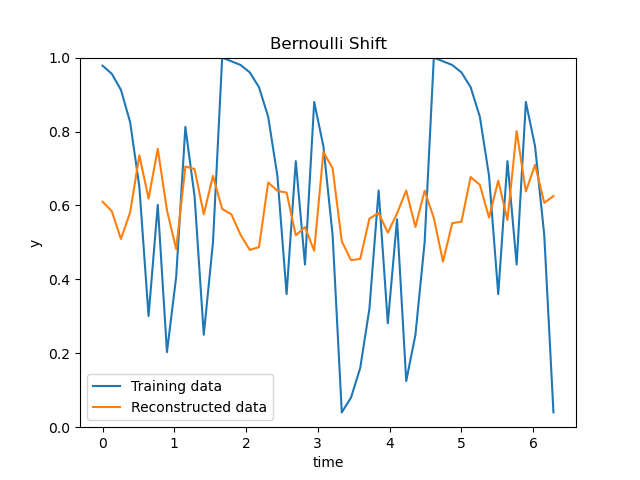 Bernoulli Shift
1.0
0.8
0.6
0.4
0.2
0.0
y
Training data
Reconstructed data
0 1 2 3 4 5 6
time